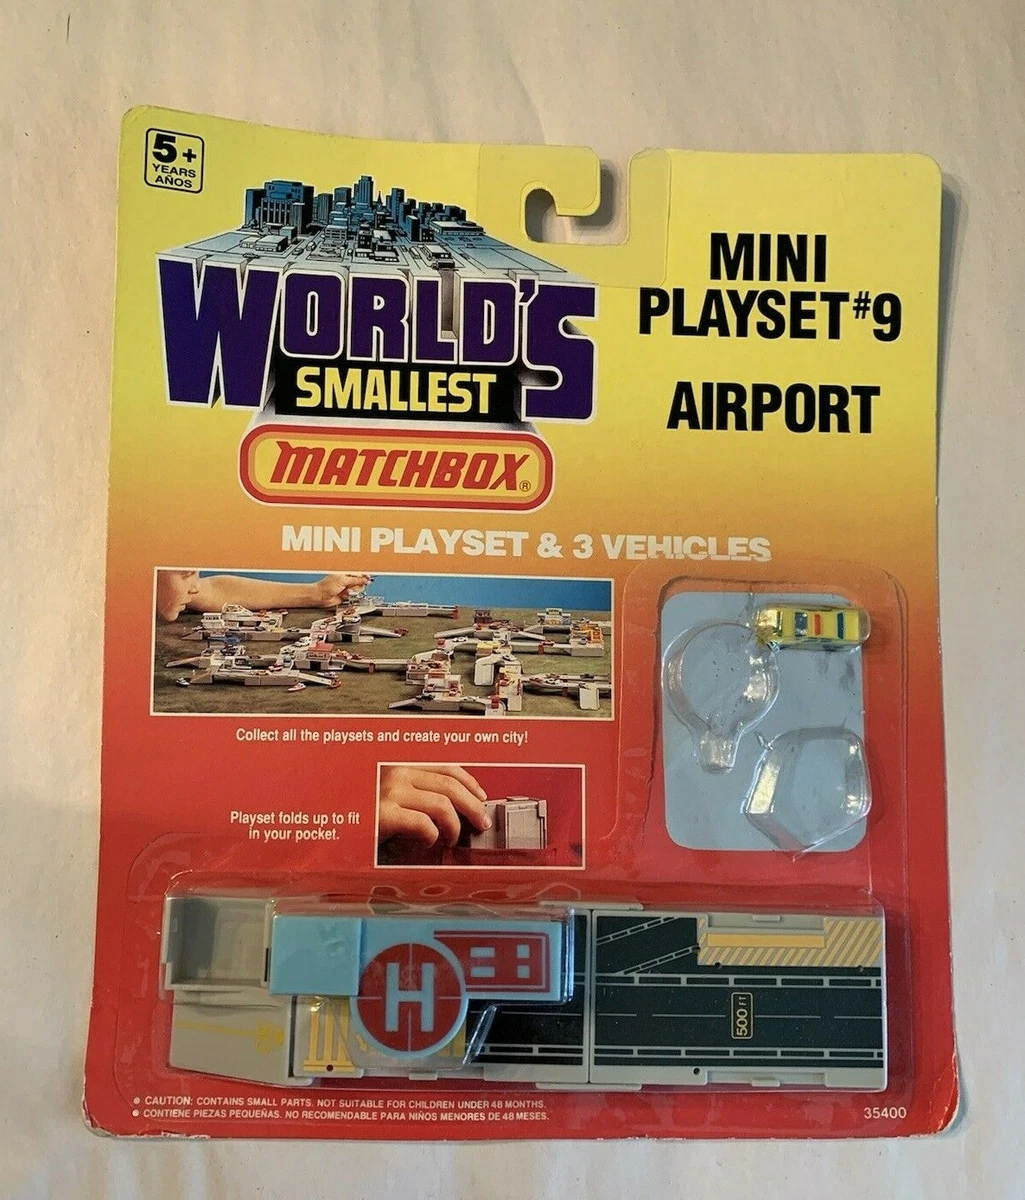 5+
YEARS
AÑOS
WORLD'S
SMALLEST
MATCHBOX®
MINI
PLAYSET #9
AIRPORT
MINI PLAYSET & 3 VEHICLES
Collect all the playsets and create your own city!
Playset folds up to fit
in your pocket.
H
500 FT
• CAUTION: CONTAINS SMALL PARTS. NOT SUITABLE FOR CHILDREN UNDER 48 MONTHS.
• CONTIENE PIEZAS PEQUEÑAS. NO RECOMENDABLE PARA NIÑOS MENORES DE 48 MESES.
35400